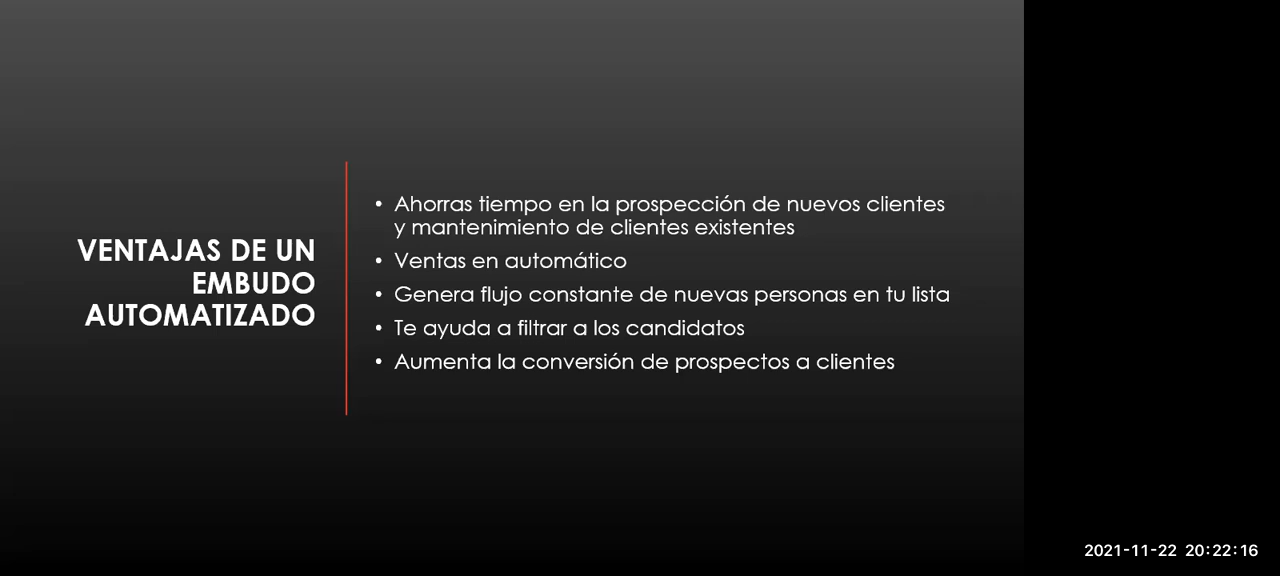 VENTAJAS DE UN
EMBUDO
AUTOMATIZADO
• Ahorras tiempo en la prospección de nuevos clientes
y mantenimiento de clientes existentes
• Ventas en automático
• Genera flujo constante de nuevas personas en tu lista
• Te ayuda a filtrar a los candidatos
• Aumenta la conversión de prospectos a clientes
2021-11-22 20:22:16